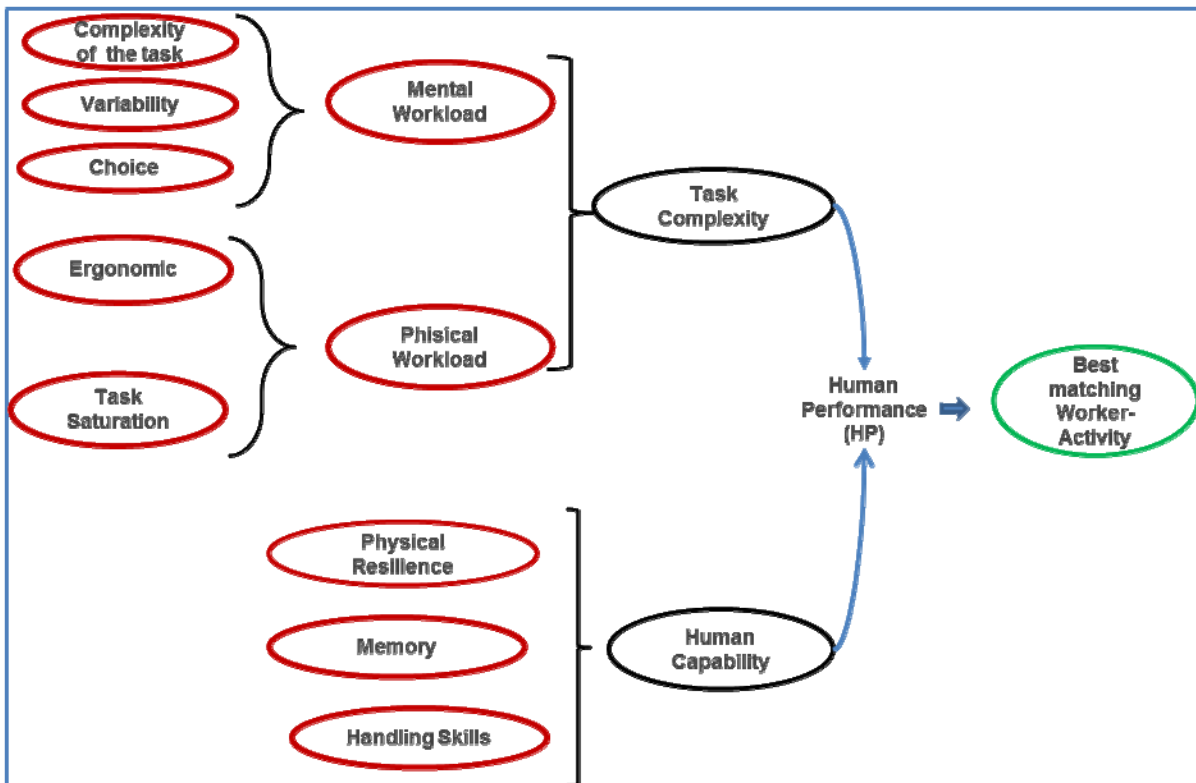 Complexity
of the task
Variability
Choice
Ergonomic
Task
Saturation
Mental
Workload
Phisical
Workload
Task
Complexity
Physical
Resilience
Memory
Handling Skills
Human
Capability
Human
Performance
(HP)
Best
matching
Worker-
Activity